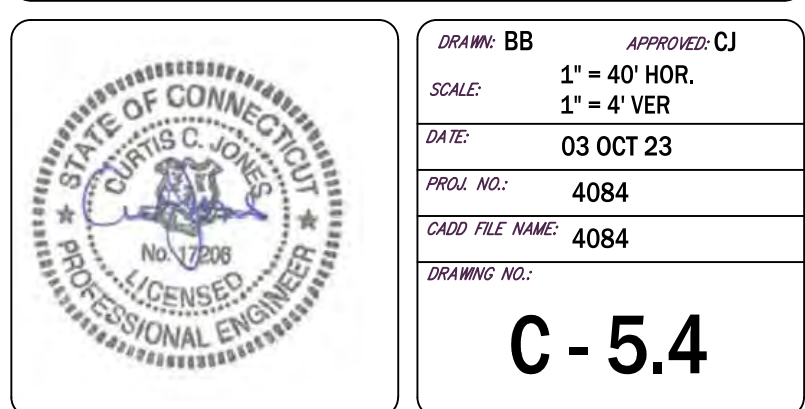 STATE OF CONNECTICUT
CURTIS C. JONES
No. 17206
LICENSED
PROFESSIONAL ENGINEER
DRAWN: BB APPROVED: CJ
SCALE: 1" = 40' HOR.
1" = 4' VER
DATE: 03 OCT 23
PROJ. NO.: 4084
CADD FILE NAME: 4084
DRAWING NO.:
C - 5.4